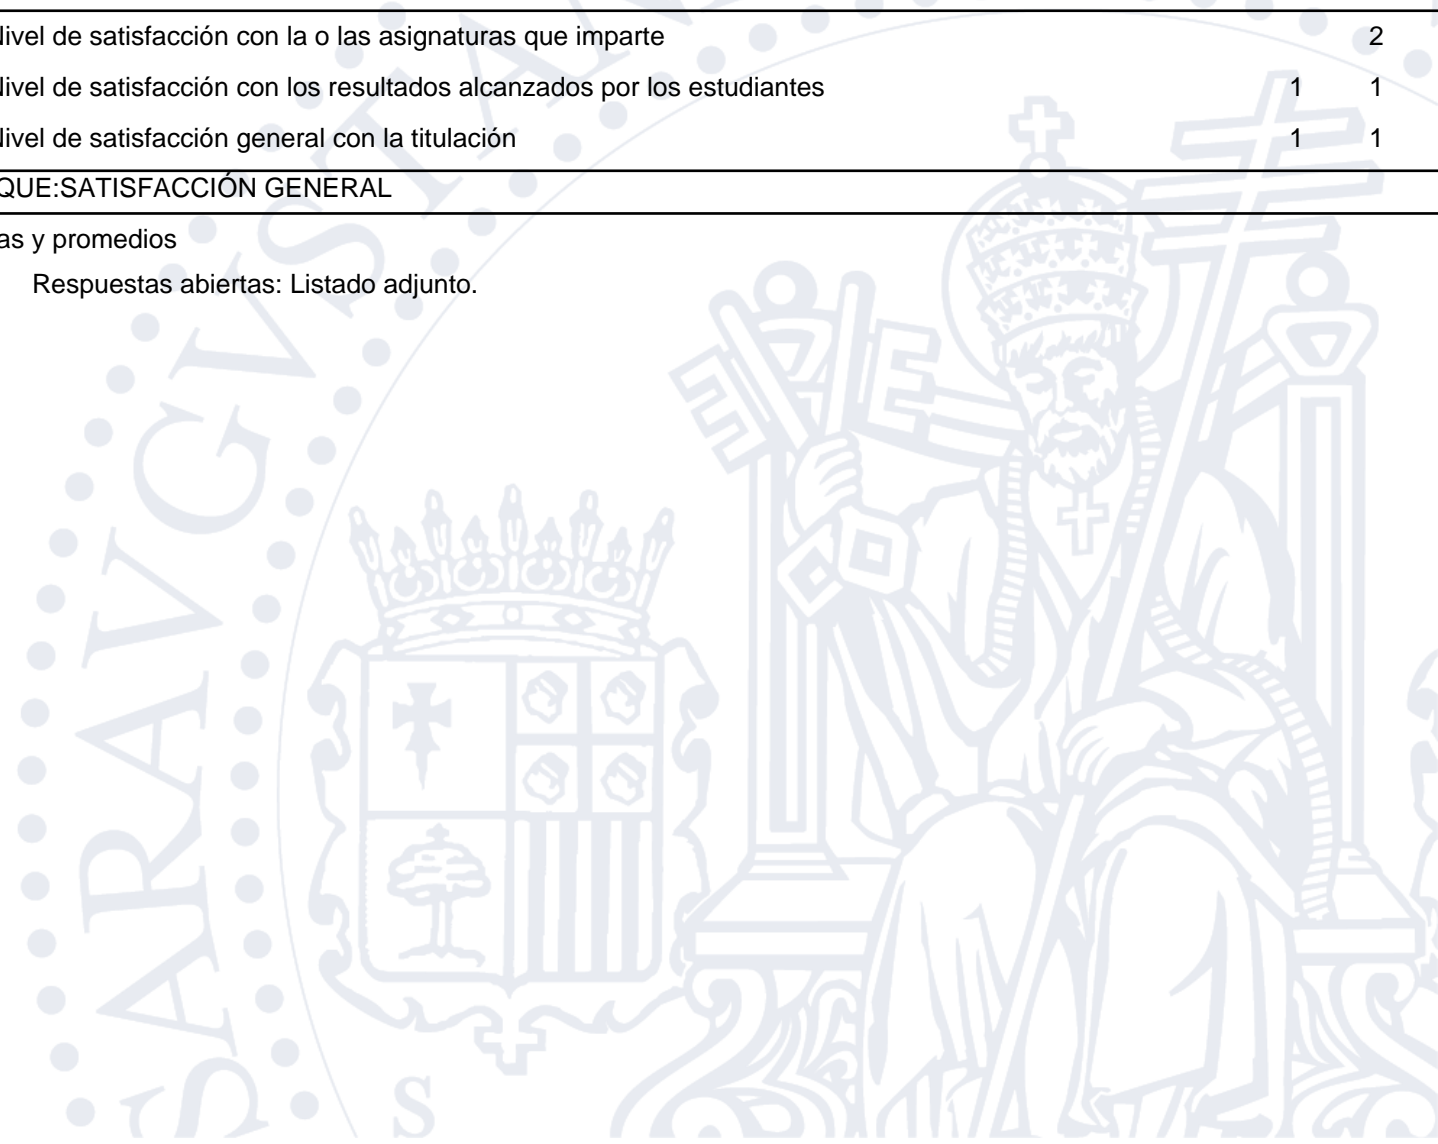 Nivel de satisfacción con la o las asignaturas que imparte 2
Nivel de satisfacción con los resultados alcanzados por los estudiantes 1 1
Nivel de satisfacción general con la titulación 1 1
QUE:SATISFACCIÓN GENERAL
as y promedios
Respuestas abiertas: Listado adjunto.
SARAVGVSTAN
S